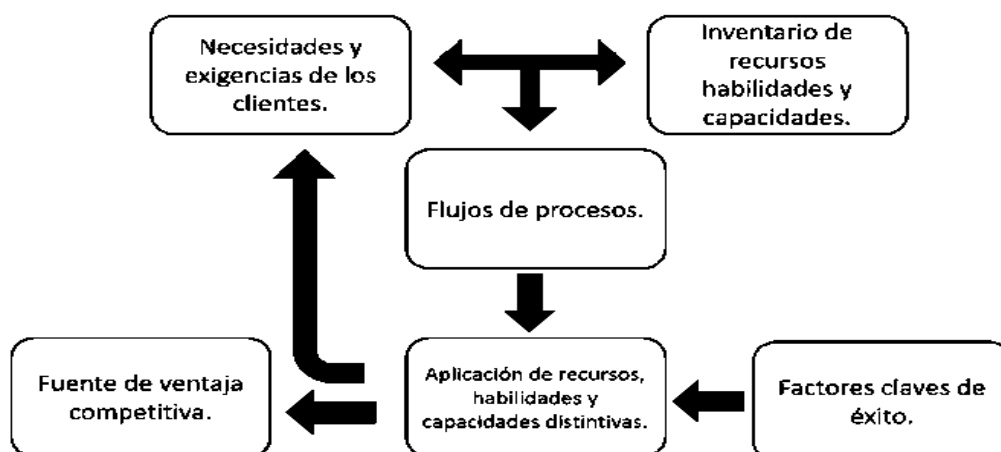 Necesidades y
exigencias de los
clientes.
Inventario de
recursos
habilidades y
capacidades.
Flujos de procesos.
Fuente de ventaja
competitiva.
Aplicación de recursos,
habilidades y
capacidades distintivas.
Factores claves de
éxito.